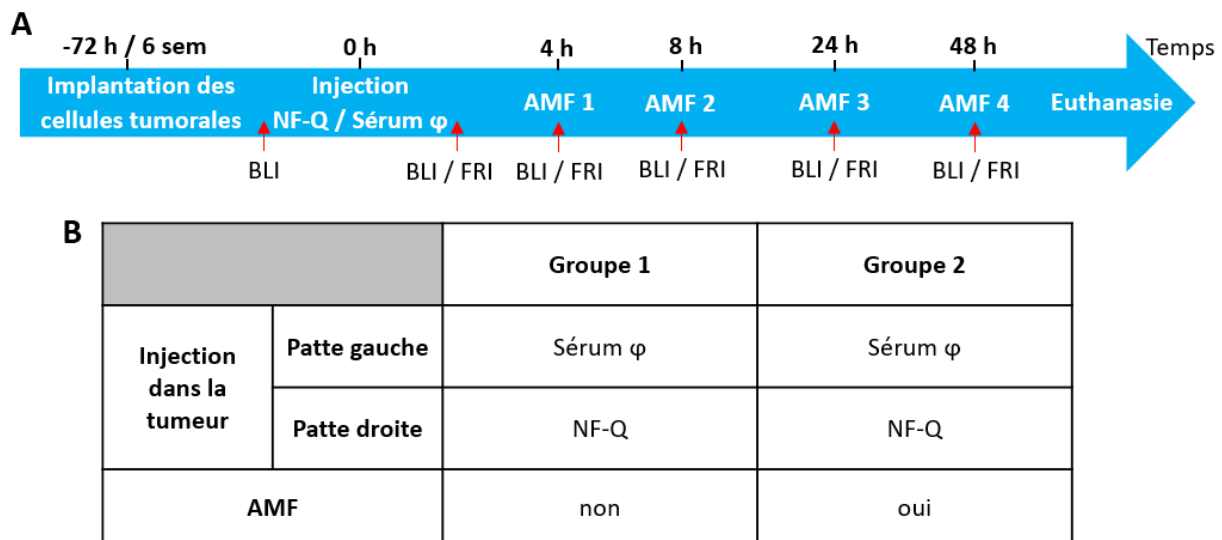 A
-72 h / 6 sem 0 h 4 h 8 h 24 h 48 h Temps
Implantation des cellules tumorales
Injection NF-Q / Sérum φ
AMF 1 AMF 2 AMF 3 AMF 4 Euthanasie
BLI BLI / FRI BLI / FRI BLI / FRI BLI / FRI BLI / FRI
B
Groupe 1 Groupe 2
Injection dans la tumeur
Patte gauche Sérum φ Sérum φ
Patte droite NF-Q NF-Q
AMF non oui